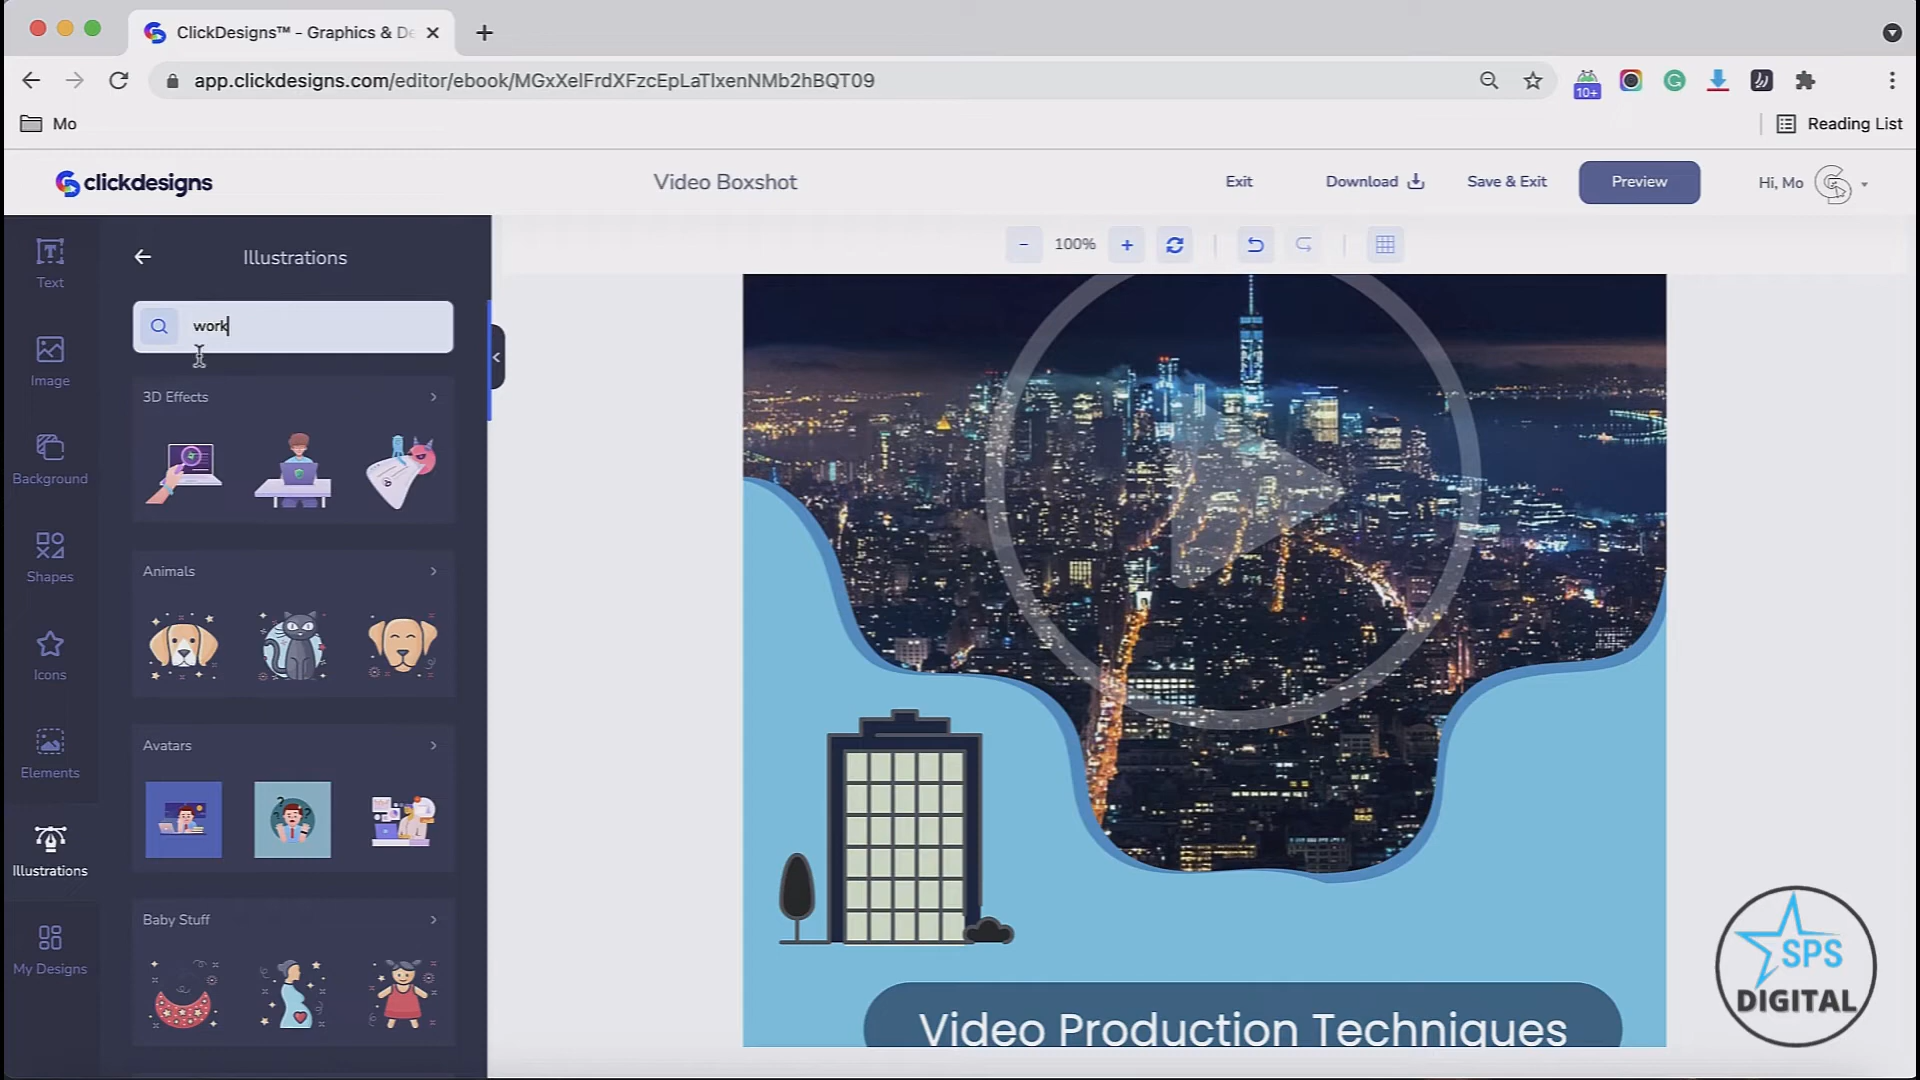 ClickDesigns™ - Graphics & De
app.clickdesigns.com/editor/ebook/MGxXelFrdXFzcEpLaTlxenNMb2hBQT09
10+
Mo
Reading List
clickdesigns
Video Boxshot
Exit
Download
Save & Exit
Preview
Hi, Mo
Text
Image
Background
Shapes
Icons
Elements
Illustrations
My Designs
Illustrations
work
3D Effects
Animals
Avatars
Baby Stuff
100%
Video Production Techniques
SPS
DIGITAL